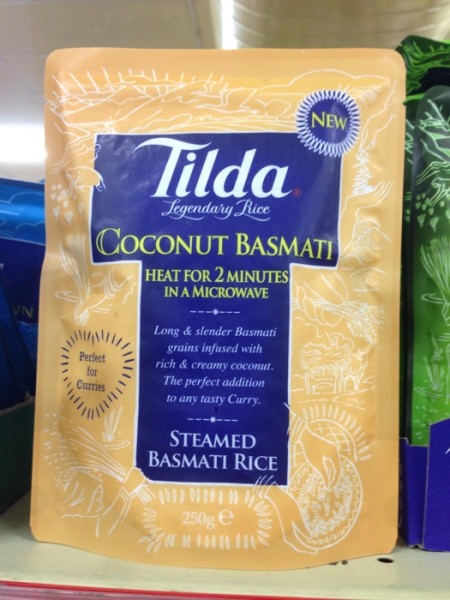 NEW
Tilda®
Legendary Rice
COCONUT BASMATI
HEAT FOR 2 MINUTES
IN A MICROWAVE
Long & slender Basmati
grains infused with
rich & creamy coconut.
The perfect addition
to any tasty Curry.
Perfect
for
Curries
STEAMED
BASMATI RICE
250g ℮
VN